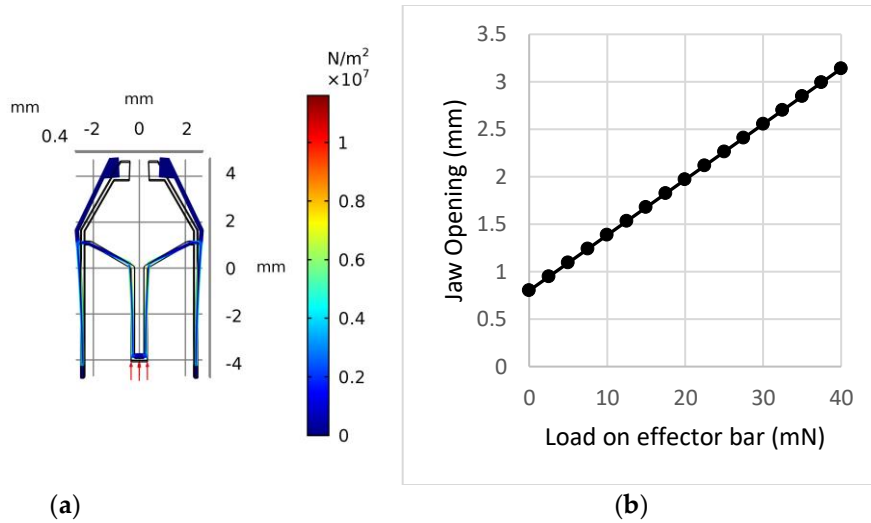 N/m²
×10⁷
mm
mm
0.4
-2
0
2
4
2
0
mm
-2
-4
1
0.8
0.6
0.4
0.2
0
3.5
3
2.5
2
1.5
1
0.5
0
Jaw Opening (mm)
0 10 20 30 40
Load on effector bar (mN)
(a)
(b)